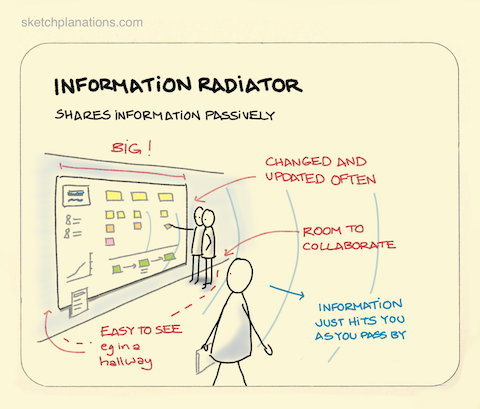 sketchplanations.com
INFORMATION RADIATOR
SHARES INFORMATION PASSIVELY
BIG!
CHANGED AND
UPDATED OFTEN
ROOM TO
COLLABORATE
INFORMATION
JUST HITS YOU
AS YOU PASS BY
EASY TO SEE
eg in a
hallway